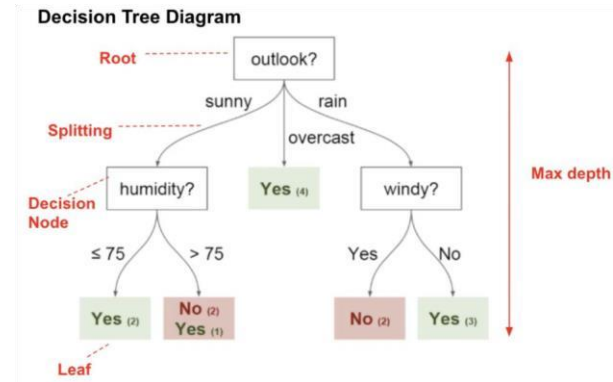 Decision Tree Diagram
Root
outlook?
sunny
rain
Splitting
overcast
Max depth
Decision
Node
humidity?
Yes (4)
windy?
≤ 75
> 75
Yes
No
Yes (2)
No (2)
Yes (1)
No (2)
Yes (3)
Leaf